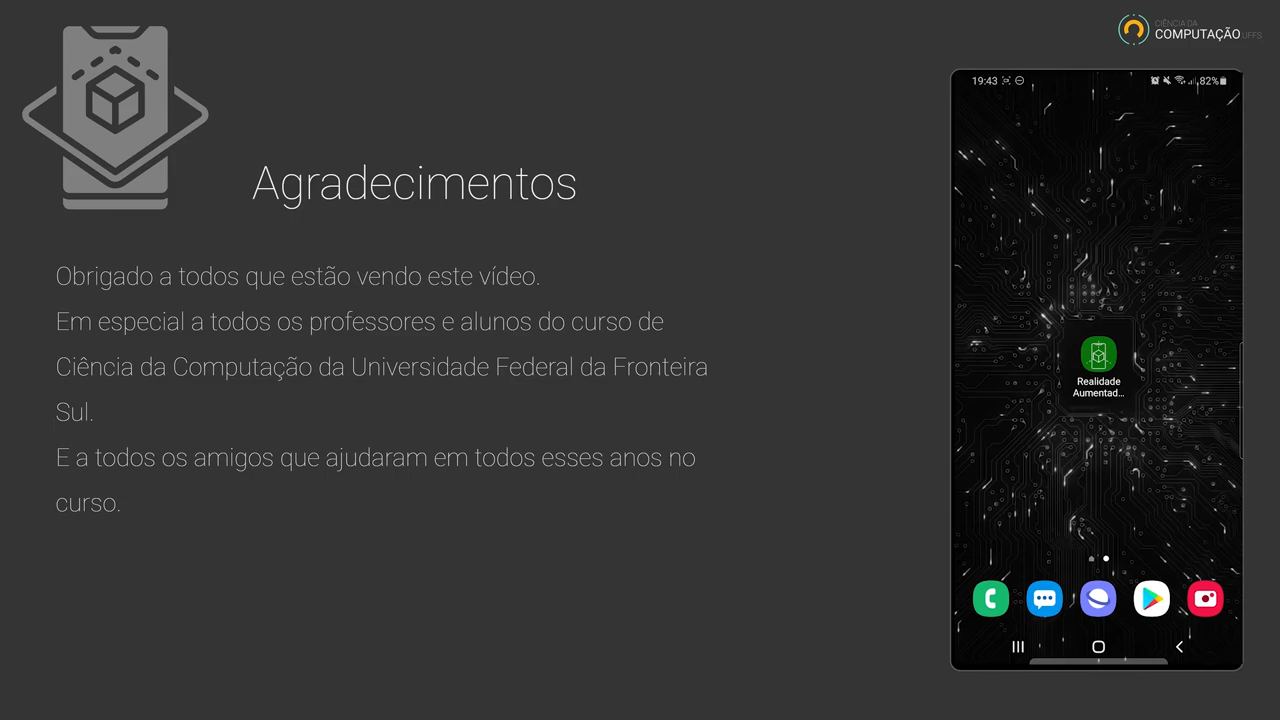 CIÊNCIA DA
COMPUTAÇÃO UFFS
19:43
82%
Agradecimentos
Obrigado a todos que estão vendo este vídeo.
Em especial a todos os professores e alunos do curso de
Ciência da Computação da Universidade Federal da Fronteira
Sul.
E a todos os amigos que ajudaram em todos esses anos no
curso.
Realidade
Aumentad...